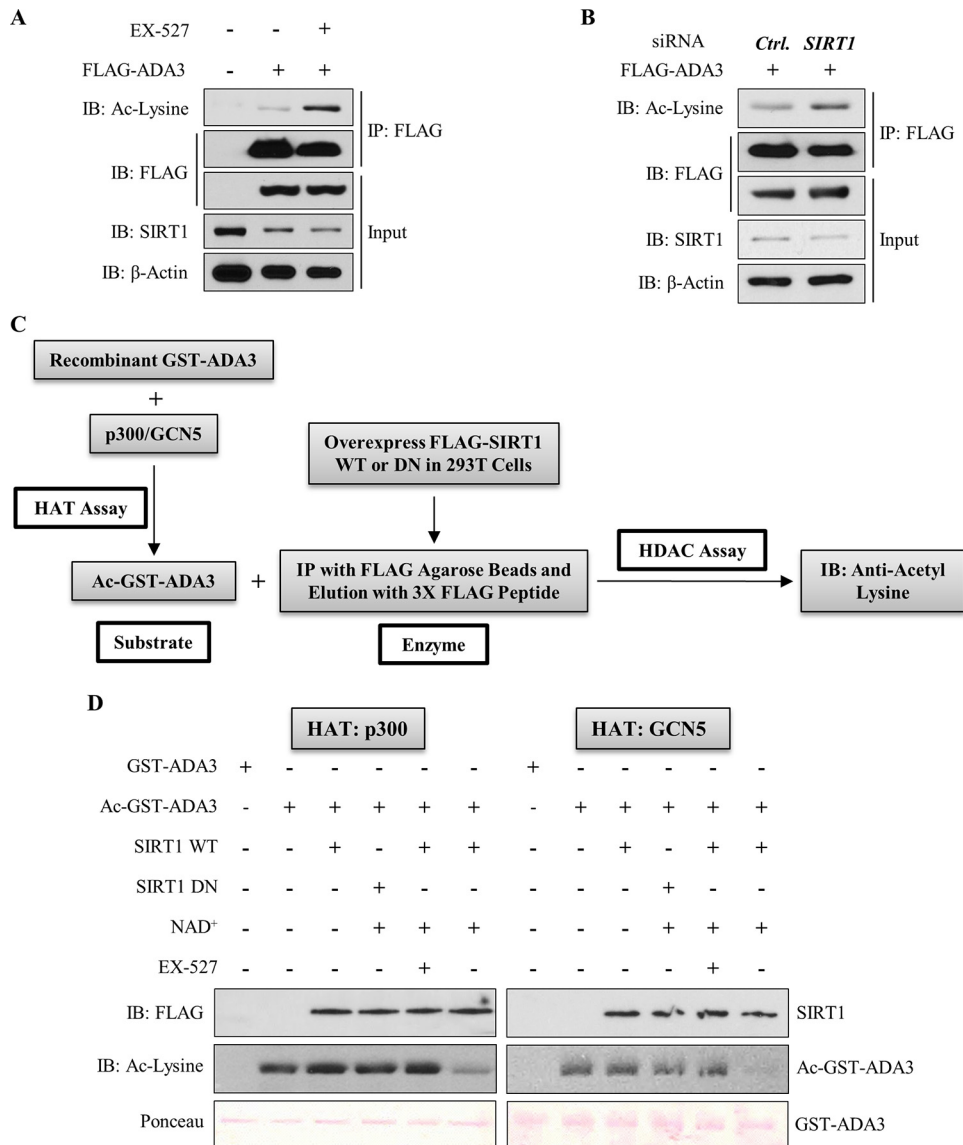 A
EX-527 - - +
FLAG-ADA3 - + +
IB: Ac-Lysine
IP: FLAG
IB: FLAG
IB: SIRT1
Input
IB: β-Actin
B
siRNA Ctrl. SIRT1
FLAG-ADA3 + +
IB: Ac-Lysine
IP: FLAG
IB: FLAG
IB: SIRT1
Input
IB: β-Actin
C
Recombinant GST-ADA3
+
p300/GCN5
HAT Assay
Ac-GST-ADA3
Substrate
+
Overexpress FLAG-SIRT1
WT or DN in 293T Cells
IP with FLAG Agarose Beads and
Elution with 3X FLAG Peptide
Enzyme
HDAC Assay
IB: Anti-Acetyl
Lysine
D
HAT: p300 HAT: GCN5
GST-ADA3 + - - - - - + - - - - -
Ac-GST-ADA3 - + + + + + - + + + + +
SIRT1 WT - - + - + + - - + - + +
SIRT1 DN - - - + - - - - - + - -
NAD+ - - - + + + - - - + + +
EX-527 - - - - + - - - - - + -
IB: FLAG SIRT1
IB: Ac-Lysine Ac-GST-ADA3
Ponceau GST-ADA3